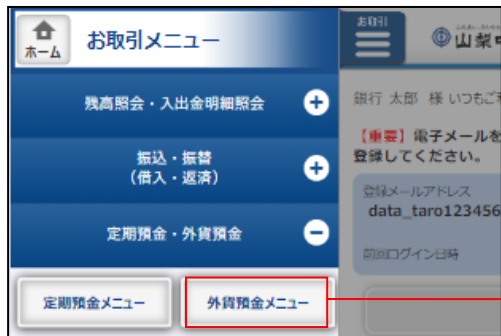 ホーム
お取引メニュー
残高照会・入出金明細照会
振込・振替
（借入・返済）
定期預金・外貨預金
定期預金メニュー
外貨預金メニュー
お取引
山梨中
銀行 太郎 様 いつもご
【重要】電子メールを
登録してください。
登録メールアドレス
data_taro123456
前回ログイン日時